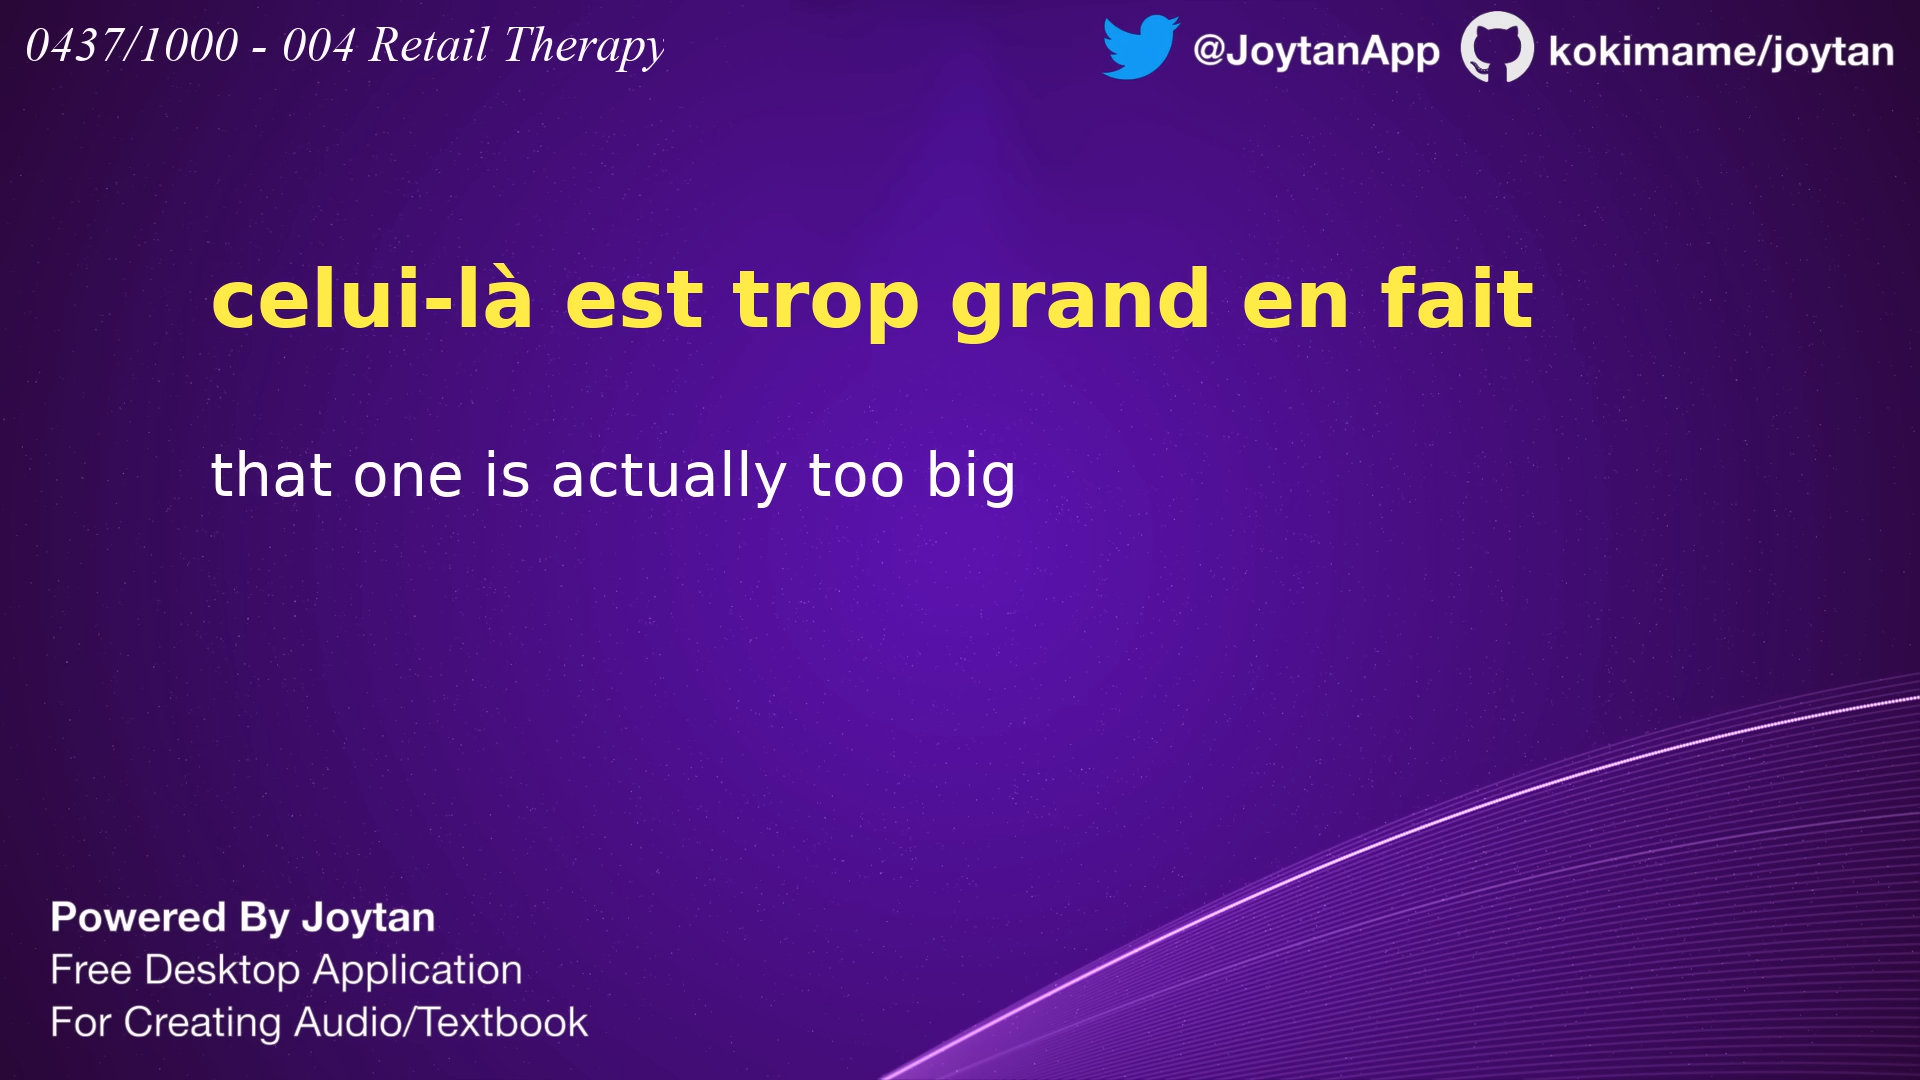 0437/1000 - 004 Retail Therapy
@JoytanApp
kokimame/joytan
celui-là est trop grand en fait
that one is actually too big
Powered By Joytan
Free Desktop Application
For Creating Audio/Textbook